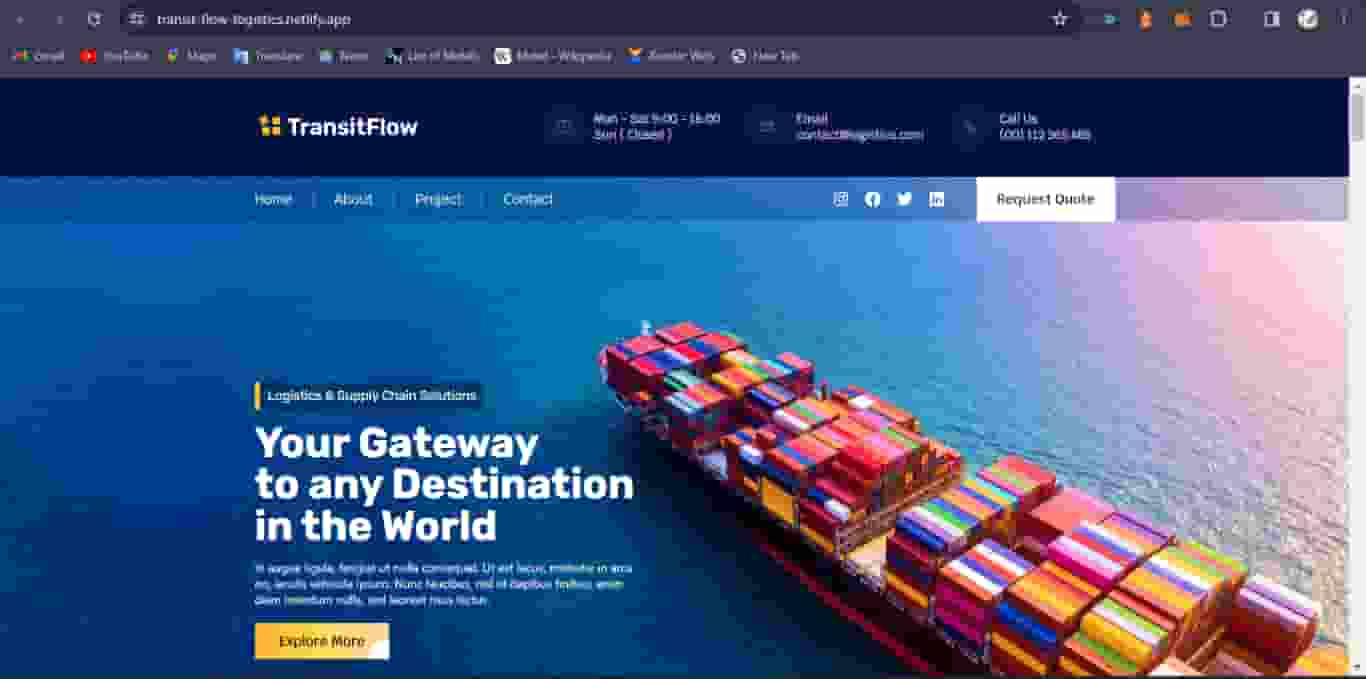 transit-flow-logistics.netlify.app
Gmail YouTube Maps Translate News List of Metals Metal - Wikipedia Web New Tab
TransitFlow
Mon - Sat 9:00 - 18:00
Sun ( Closed )
Email
contact@logistics.com
Call Us
(00) 112 365 489
Home About Project Contact
Request Quote
Logistics & Supply Chain Solutions
Your Gateway
to any Destination
in the World
In augue ligula, feugiat ut nulla consequat. Ut est lacus, molestie in arcu
no, iaculis vehicula ipsum. Nunc faucibus, nisl id dapibus finibus, enim
diam interdum nulla, sed laoreet risus lectus.
Explore More